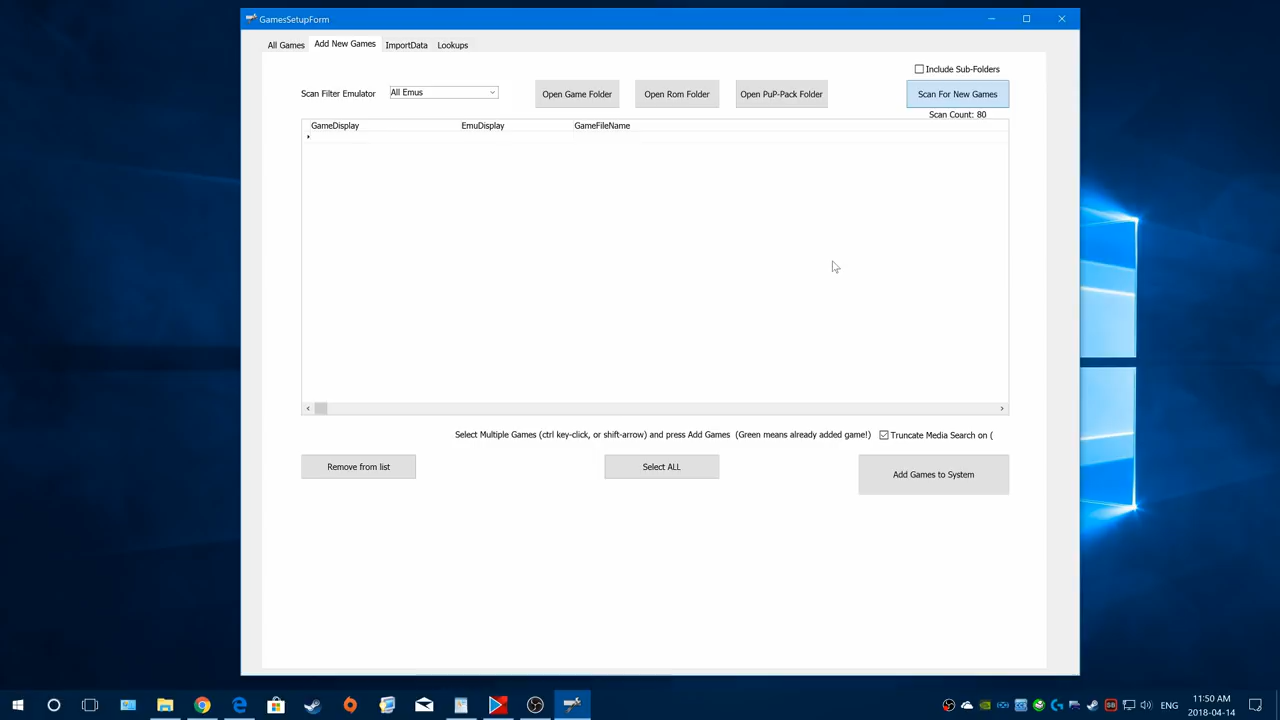 GamesSetupForm
All Games Add New Games ImportData Lookups
Include Sub-Folders
Scan Filter Emulator All Emus Open Game Folder Open Rom Folder Open PuP-Pack Folder Scan For New Games
Scan Count: 80
GameDisplay EmuDisplay GameFileName
Select Multiple Games (ctrl key-click, or shift-arrow) and press Add Games (Green means already added game!) Truncate Media Search on (
Remove from list Select ALL Add Games to System
ENG
11:50 AM
2018-04-14